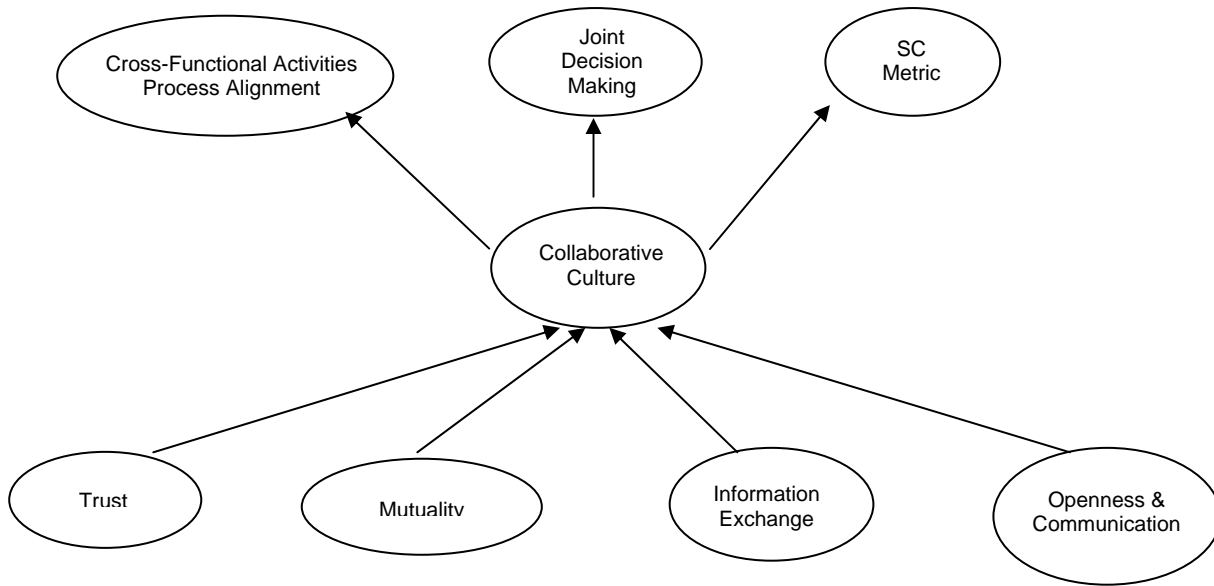 Cross-Functional Activities
Process Alignment
Joint
Decision
Making
SC
Metric
Collaborative
Culture
Trust
Mutuality
Information
Exchange
Openness &
Communication